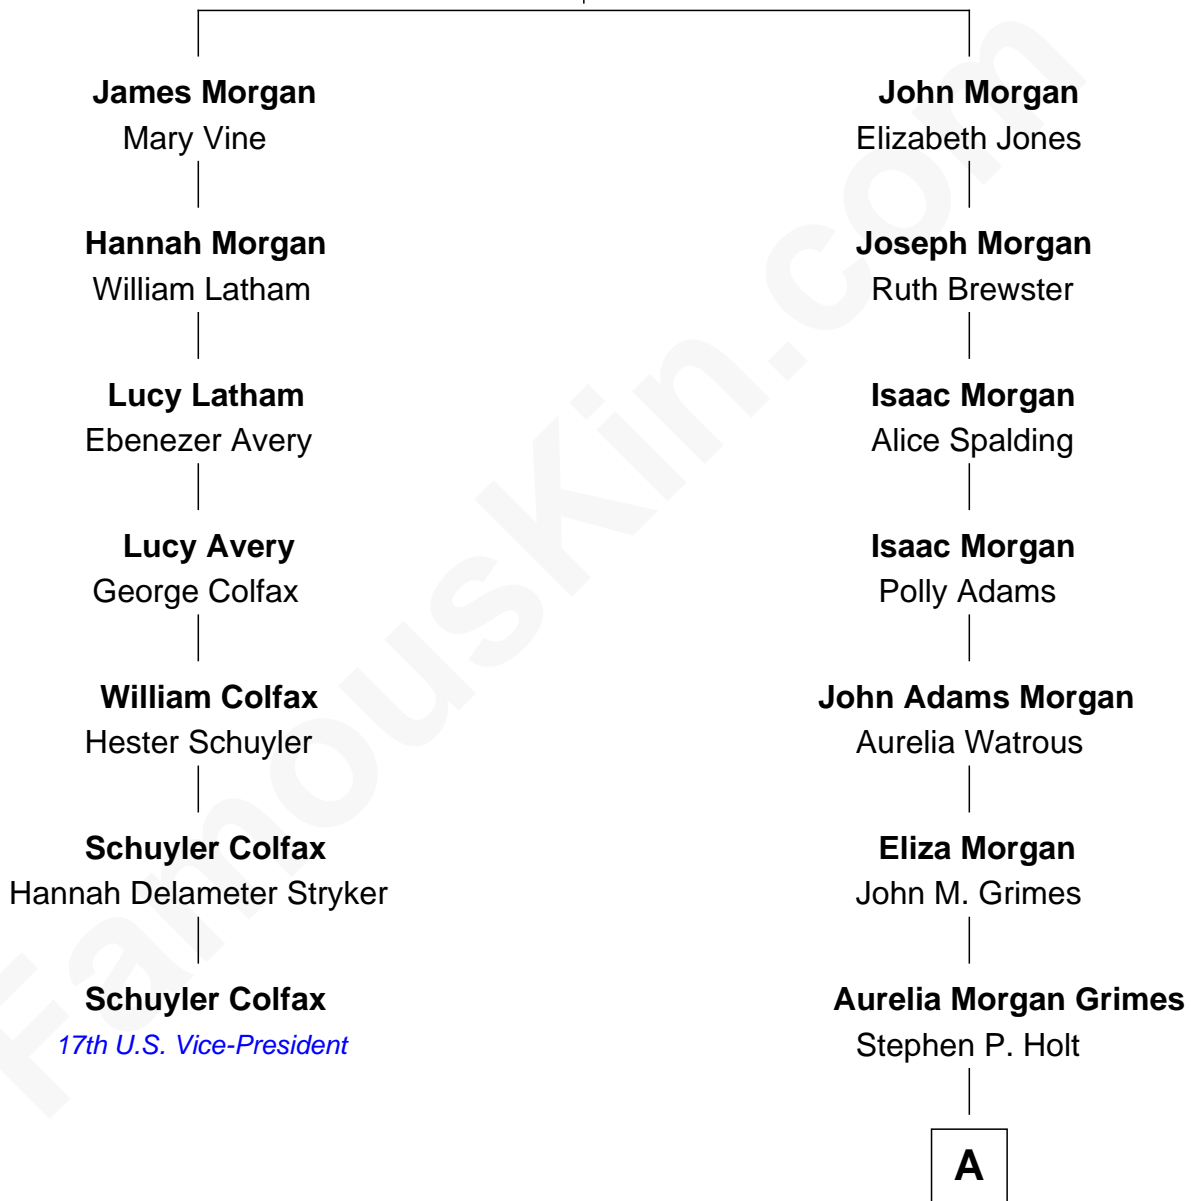 James Morgan
Mary Vine
Hannah Morgan
William Latham
Lucy Latham
Ebenezer Avery
Lucy Avery
George Colfax
William Colfax
Hester Schuyler
Schuyler Colfax
Hannah Delameter Stryker
Schuyler Colfax
17th U.S. Vice-President
John Morgan
Elizabeth Jones
Joseph Morgan
Ruth Brewster
Isaac Morgan
Alice Spalding
Isaac Morgan
Polly Adams
John Adams Morgan
Aurelia Watrous
Eliza Morgan
John M. Grimes
Aurelia Morgan Grimes
Stephen P. Holt
A
FamousKin.com